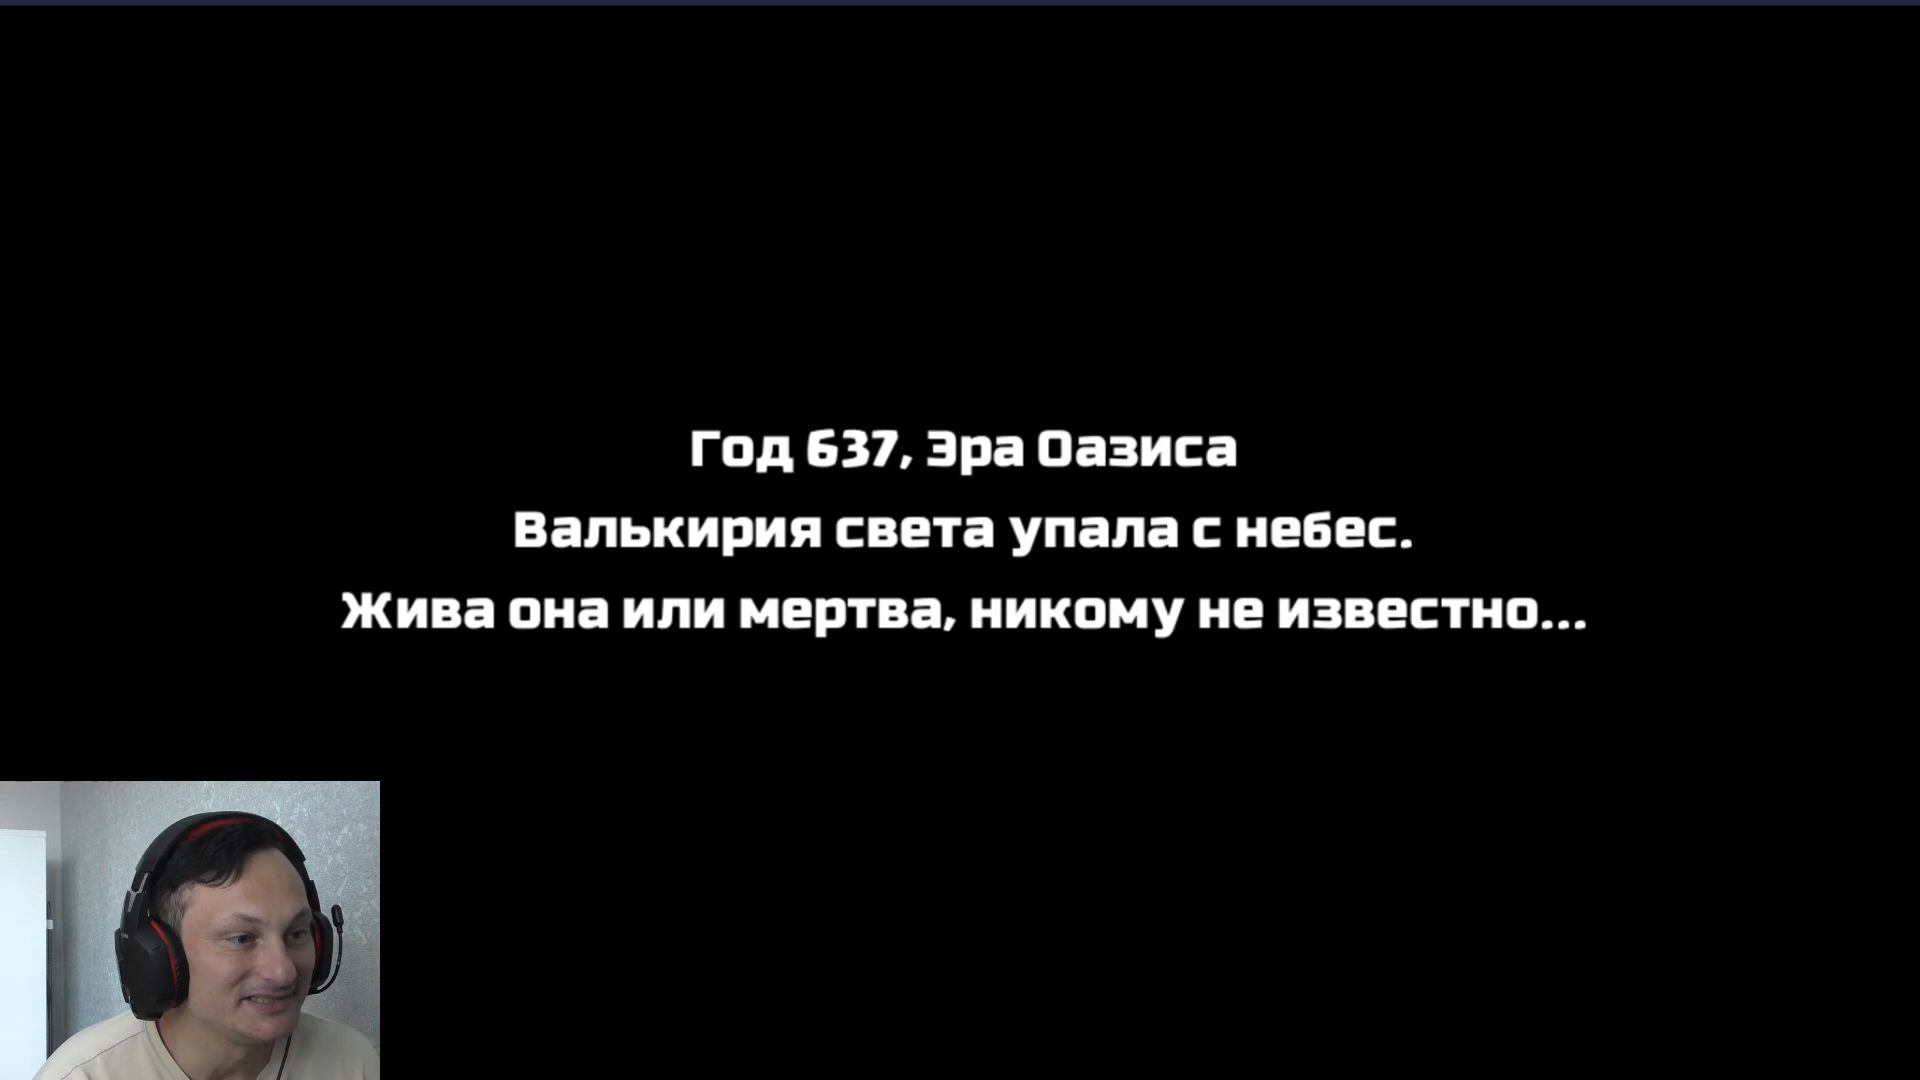 Год 637, Эра Оазиса
Валькирия света упала с небес.
Жива она или мертва, никому не известно...